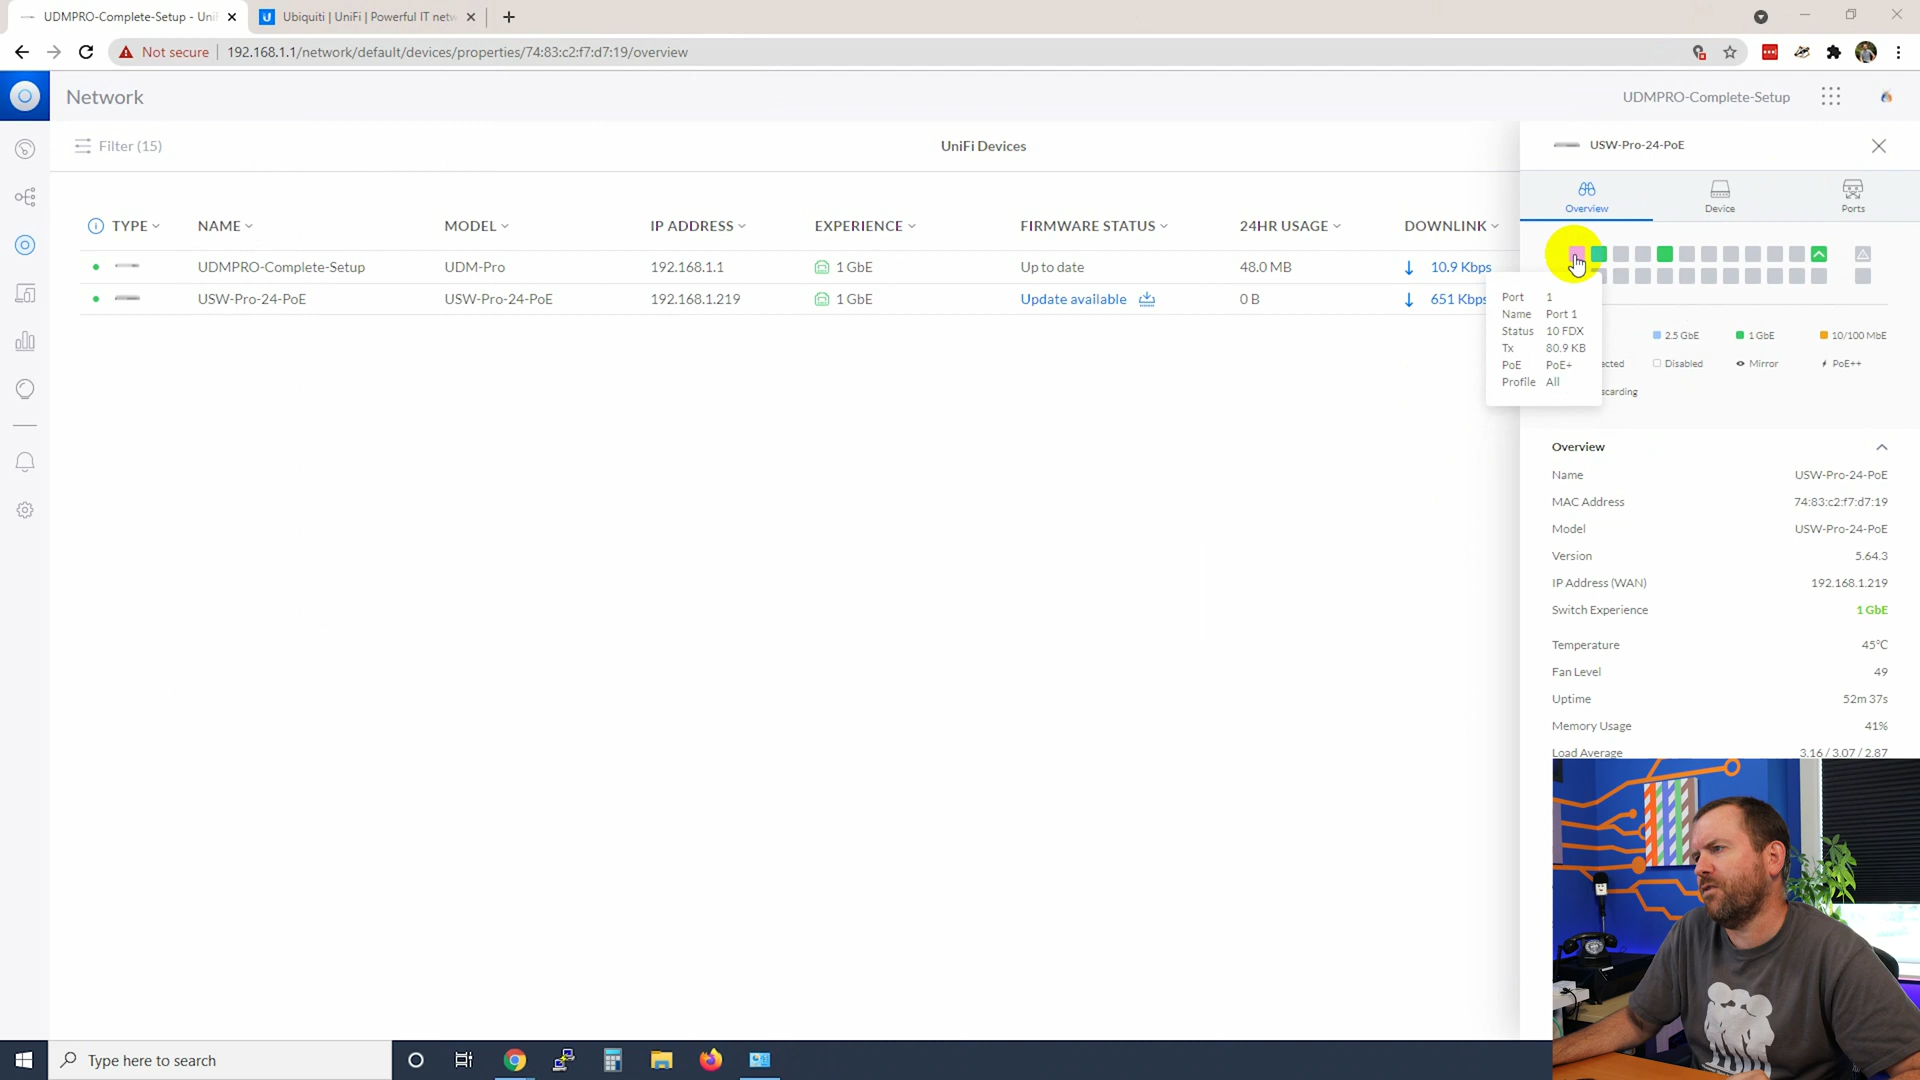 UDMPRO-Complete-Setup - Uni
Ubiquiti | UniFi | Powerful IT netw
Not secure
192.168.1.1/network/default/devices/properties/74:83:c2:f7:d7:19/overview
Network
UDMPRO-Complete-Setup
Filter (15)
UniFi Devices
USW-Pro-24-PoE
Overview
Device
Ports
TYPE
NAME
MODEL
IP ADDRESS
EXPERIENCE
FIRMWARE STATUS
24HR USAGE
DOWNLINK
UDMPRO-Complete-Setup
UDM-Pro
192.168.1.1
1 GbE
Up to date
48.0 MB
10.9 Kbps
USW-Pro-24-PoE
USW-Pro-24-PoE
192.168.1.219
1 GbE
Update available
0 B
651 Kbps
Port 1
Name Port 1
Status 10 FDX
Tx 80.9 KB
PoE PoE+
Profile All
2.5 GbE
1 GbE
10/100 MbE
ected
Disabled
Mirror
PoE++
scarding
Overview
Name USW-Pro-24-PoE
MAC Address 74:83:c2:f7:d7:19
Model USW-Pro-24-PoE
Version 5.64.3
IP Address (WAN) 192.168.1.219
Switch Experience 1 GbE
Temperature 45°C
Fan Level 49
Uptime 52m 37s
Memory Usage 41%
Load Average 3.16 / 3.07 / 2.87
Type here to search